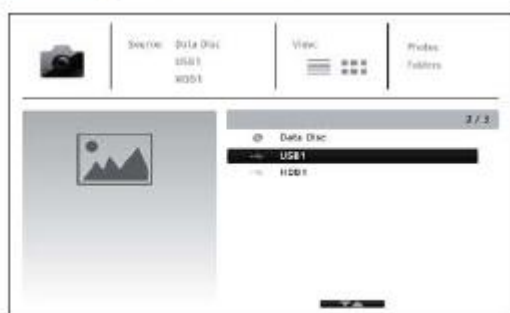 Source: Data Disc
USB1
HDD1
View:
Photos
Folders
2 / 3
Data Disc
USB1
HDD1